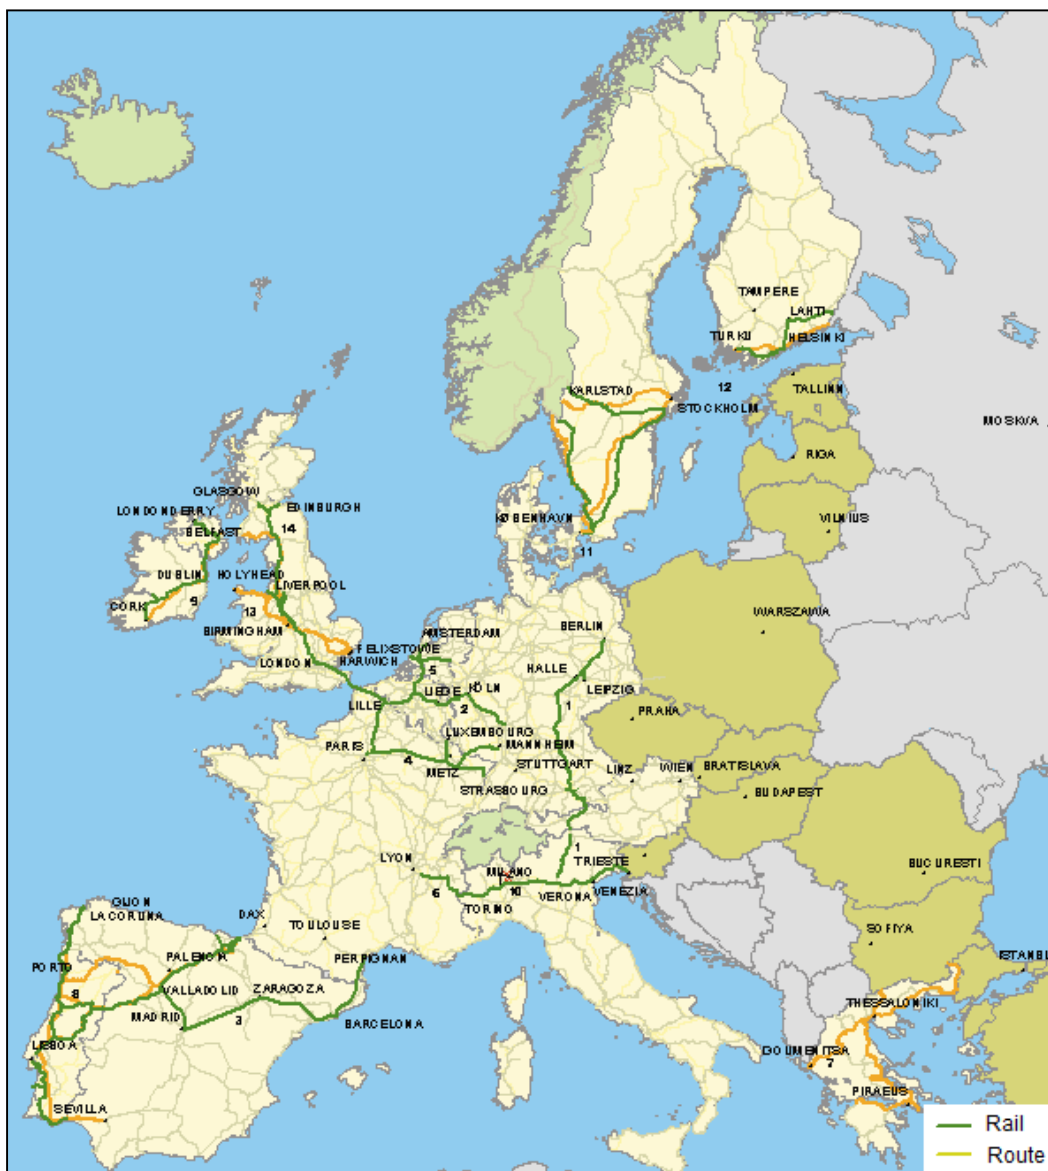 TAMPERE
LAHTI
TURKU
HELSINKI
12
TALLINN
KARLSTAD
STOCKHOLM
MOSKVA
RIGA
GLASGOW
LONDONDERRY
EDINBURGH
KØBENHAVN
VILNIUS
14
BELFAST
11
DUBLIN
HOLYHEAD
LIVERPOOL
CORK
9
13
WARSZAWA
BIRMINGHAM
AMSTERDAM
BERLIN
FELIXSTOWE
HARWICH
LONDON
5
HALLE
LIEGE
KÖLN
LEIPZIG
LILLE
2
1
PRAHA
LUXEMBOURG
PARIS
MANNHEIM
4
STUTTGART
METZ
LINZ
WIEN
BRATISLAVA
STRASBOURG
BUDAPEST
1
LYON
MILANO
TRIESTE
BUCURESTI
6
10
VERONA
VENEZIA
TORINO
GIJON
LA CORUNA
DAX
TOULOUSE
SOFIYA
PALENCIA
PERPIGNAN
ISTANBU
PORTO
8
VALLADOLID
ZARAGOZA
THESSALONIKI
MADRID
3
BARCELONA
LISBOA
IGOUMENITSA
7
PIRAEUS
SEVILLA
Rail
Route